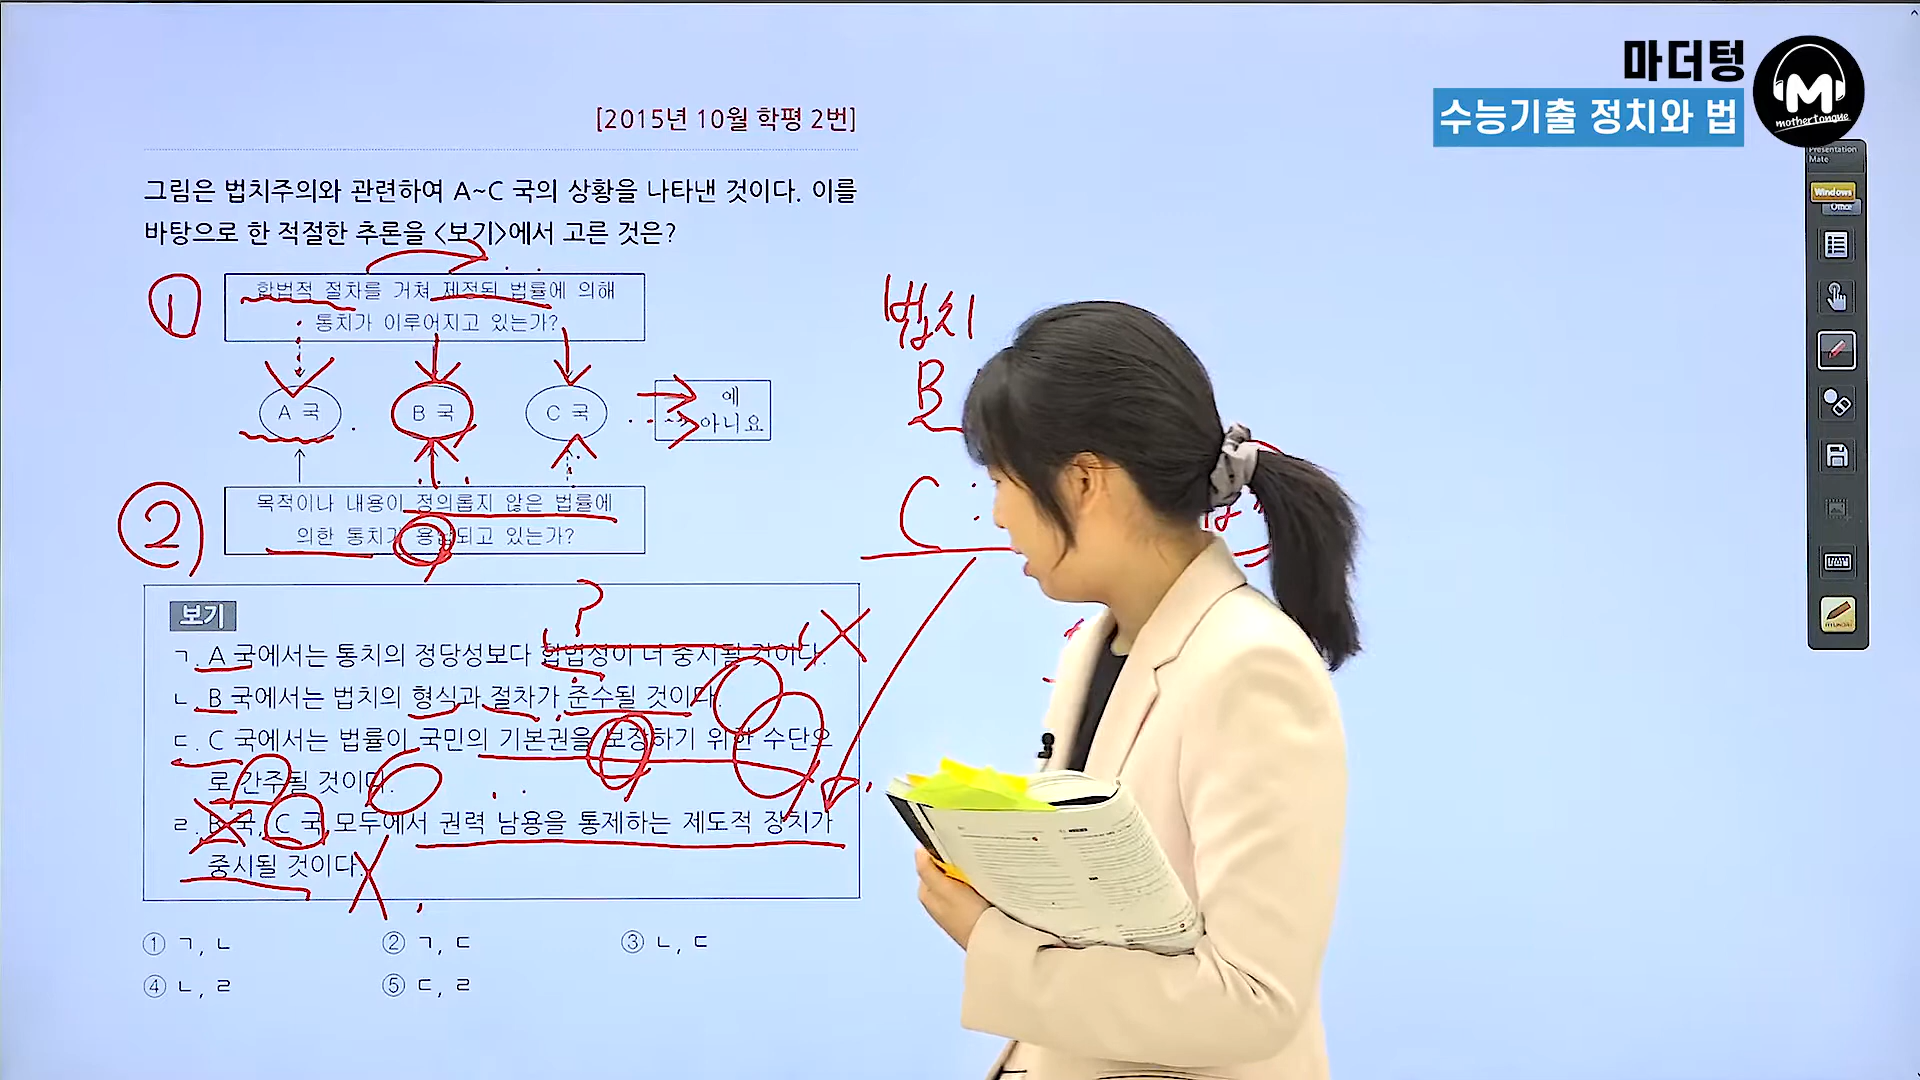 마더텅
수능기출 정치와 법
mothertongue
Presentation
Mate
Windows
Office
[2015년 10월 학평 2번]
그림은 법치주의와 관련하여 A~C 국의 상황을 나타낸 것이다. 이를
바탕으로 한 적절한 추론을 <보기>에서 고른 것은?
①
합법적 절차를 거쳐 제정된 법률에 의해
통치가 이루어지고 있는가?
A 국
B 국
C 국
예
아니요
②
목적이나 내용이 정의롭지 않은 법률에
의한 통치가 용납되고 있는가?
법치
B
C :
보기
ㄱ. A 국에서는 통치의 정당성보다 합법성이 더 중시될 것이다.
ㄴ. B 국에서는 법치의 형식과 절차가 준수될 것이다.
ㄷ. C 국에서는 법률이 국민의 기본권을 보장하기 위한 수단으
로 간주될 것이다.
ㄹ. B 국, C 국 모두에서 권력 남용을 통제하는 제도적 장치가
중시될 것이다.
① ㄱ, ㄴ
② ㄱ, ㄷ
③ ㄴ, ㄷ
④ ㄴ, ㄹ
⑤ ㄷ, ㄹ